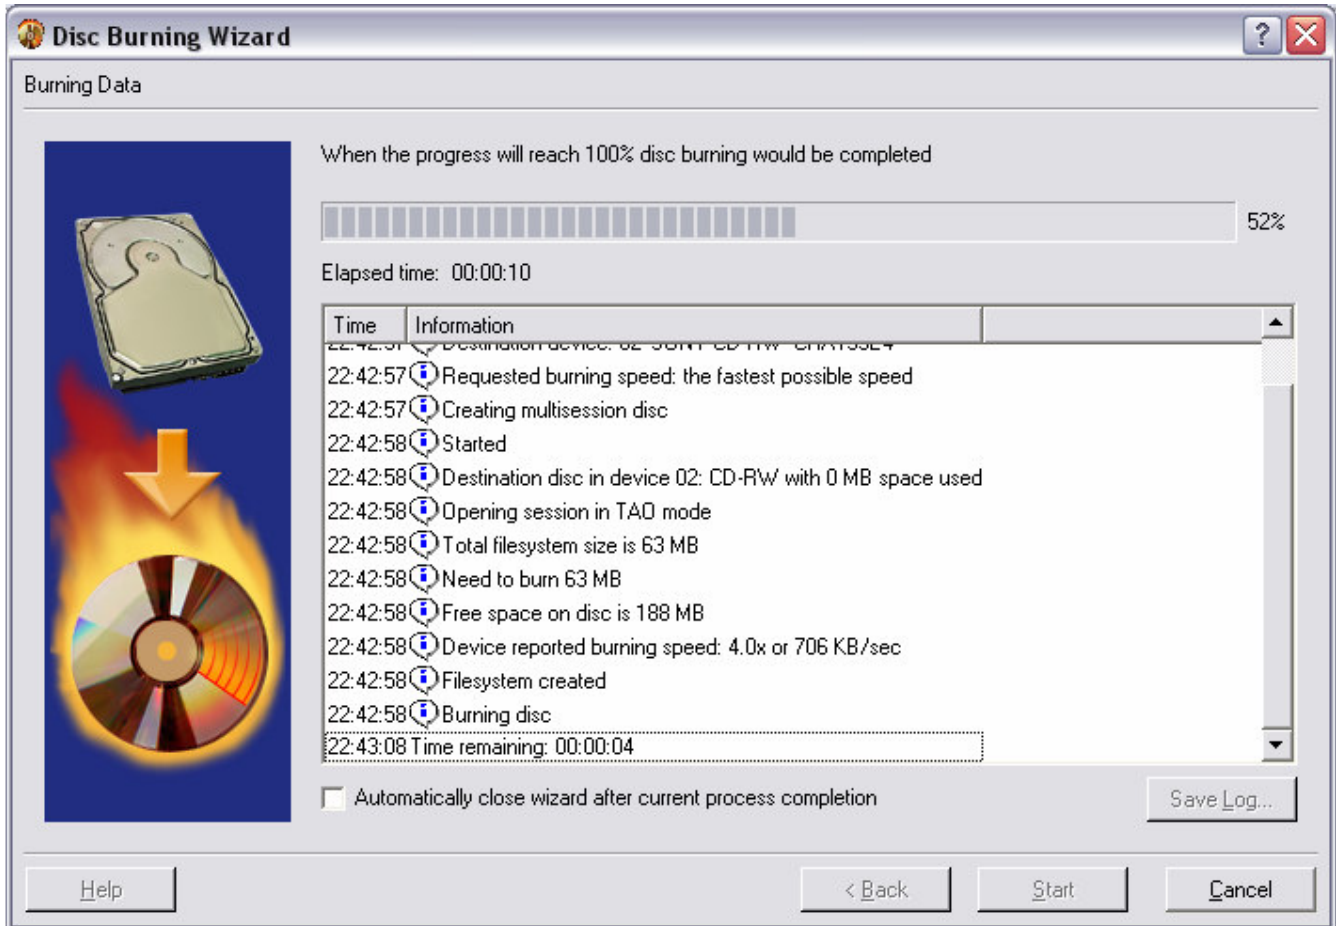 Disc Burning Wizard
Burning Data
When the progress will reach 100% disc burning would be completed
52%
Elapsed time: 00:00:10
Time Information
22:42:57 Requested burning speed: the fastest possible speed
22:42:57 Creating multisession disc
22:42:58 Started
22:42:58 Destination disc in device 02: CD-RW with 0 MB space used
22:42:58 Opening session in TAO mode
22:42:58 Total filesystem size is 63 MB
22:42:58 Need to burn 63 MB
22:42:58 Free space on disc is 188 MB
22:42:58 Device reported burning speed: 4.0x or 706 KB/sec
22:42:58 Filesystem created
22:42:58 Burning disc
22:43:08 Time remaining: 00:00:04
Automatically close wizard after current process completion
Save Log...
Help < Back Start Cancel